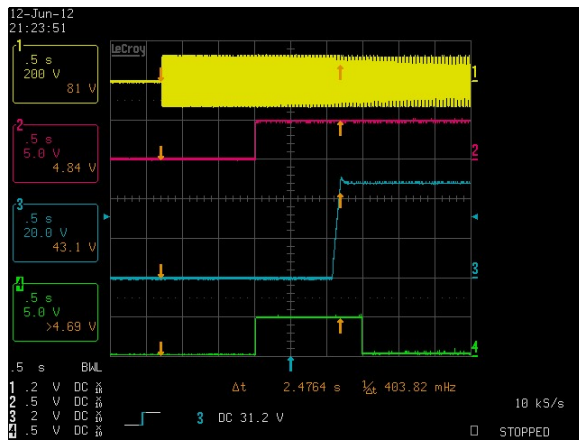 12-Jun-12
21:23:51
LeCroy
1
.5 s
200 V
81 V
2
.5 s
5.0 V
4.84 V
3
.5 s
20.0 V
43.1 V
4
.5 s
5.0 V
>4.69 V
1
2
3
4
.5 s BWL
1 .2 V DC
2 .5 V DC
3 2 V DC
4 .5 V DC
Δt 2.4764 s 1/Δt 403.82 mHz
3 DC 31.2 V
10 kS/s
STOPPED